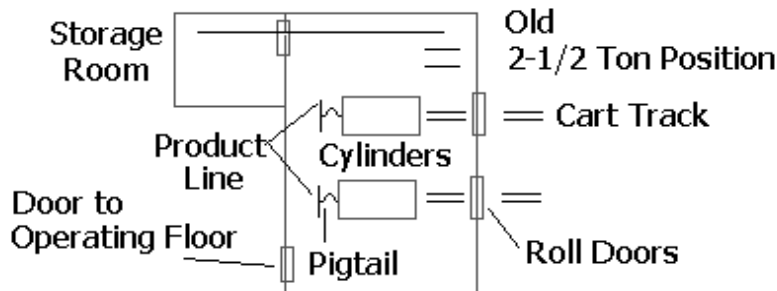 Storage
Room
Old
2-1/2 Ton Position
Cart Track
Product
Line
Cylinders
Door to
Operating Floor
Pigtail
Roll Doors